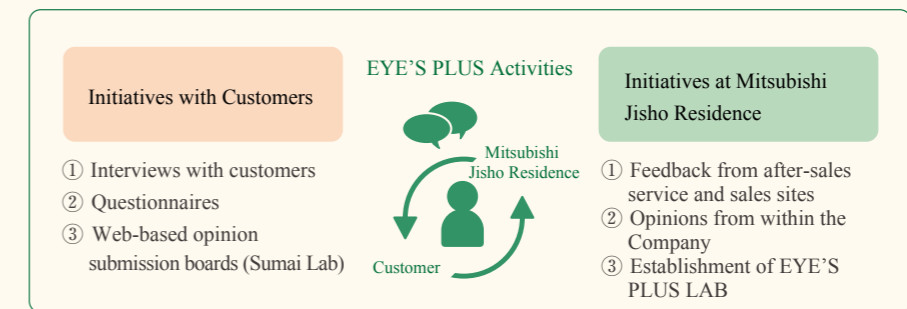 Initiatives with Customers
① Interviews with customers
② Questionnaires
③ Web-based opinion
submission boards (Sumai Lab)
EYE’S PLUS Activities
Mitsubishi
Jisho Residence
Customer
Initiatives at Mitsubishi
Jisho Residence
① Feedback from after-sales
service and sales sites
② Opinions from within the
Company
③ Establishment of EYE’S
PLUS LAB